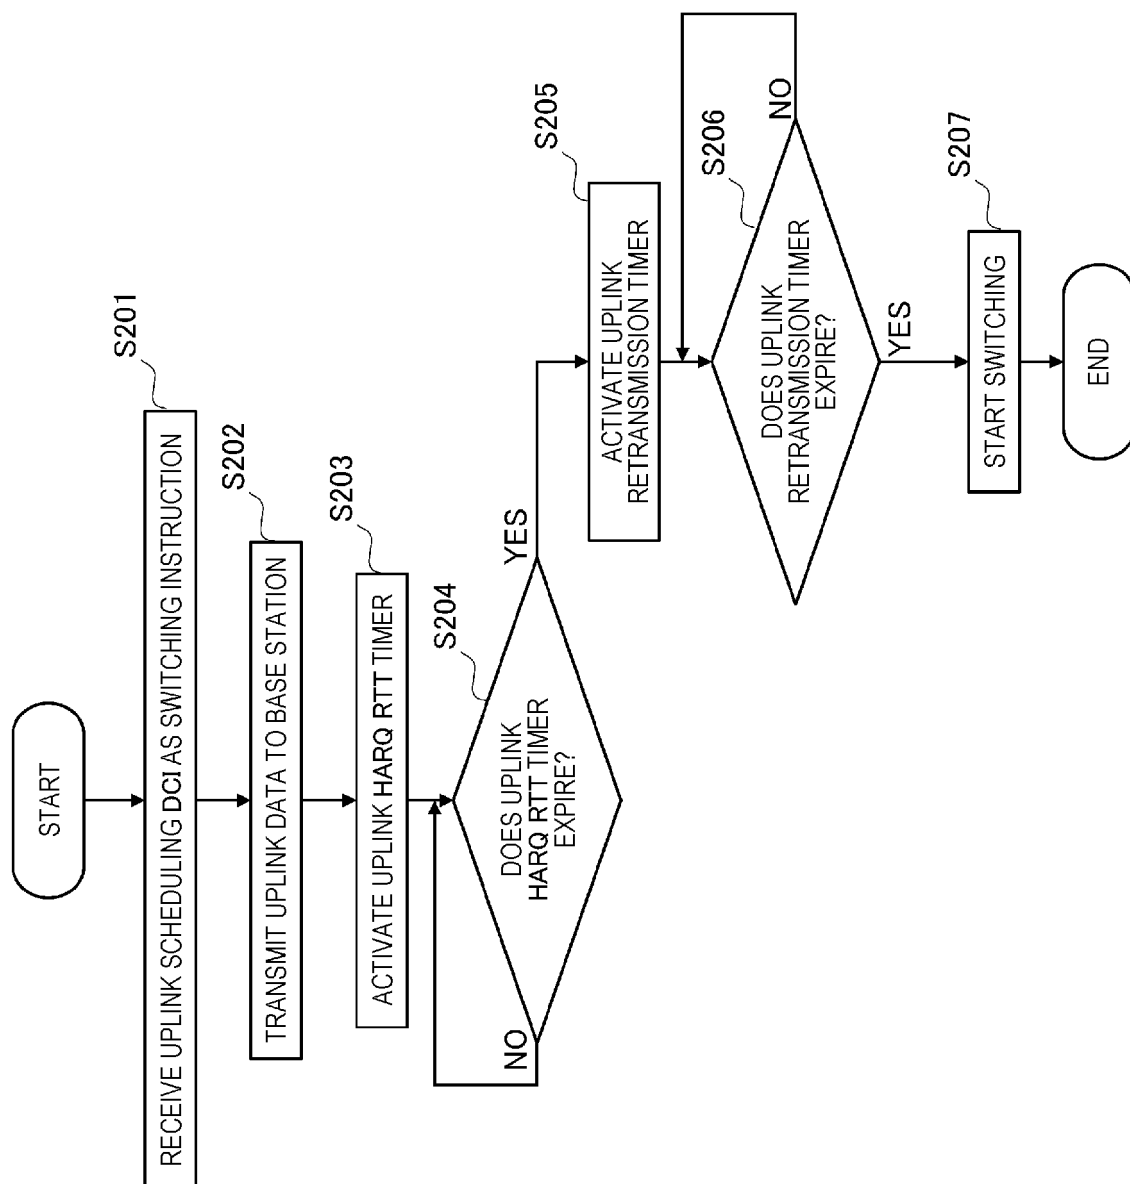 START
S201
RECEIVE UPLINK SCHEDULING DCI AS SWITCHING INSTRUCTION
S202
TRANSMIT UPLINK DATA TO BASE STATION
S203
ACTIVATE UPLINK HARQ RTT TIMER
S204
DOES UPLINK
HARQ RTT TIMER
EXPIRE?
NO
YES
S205
ACTIVATE UPLINK
RETRANSMISSION TIMER
S206
DOES UPLINK
RETRANSMISSION TIMER
EXPIRE?
NO
YES
S207
START SWITCHING
END